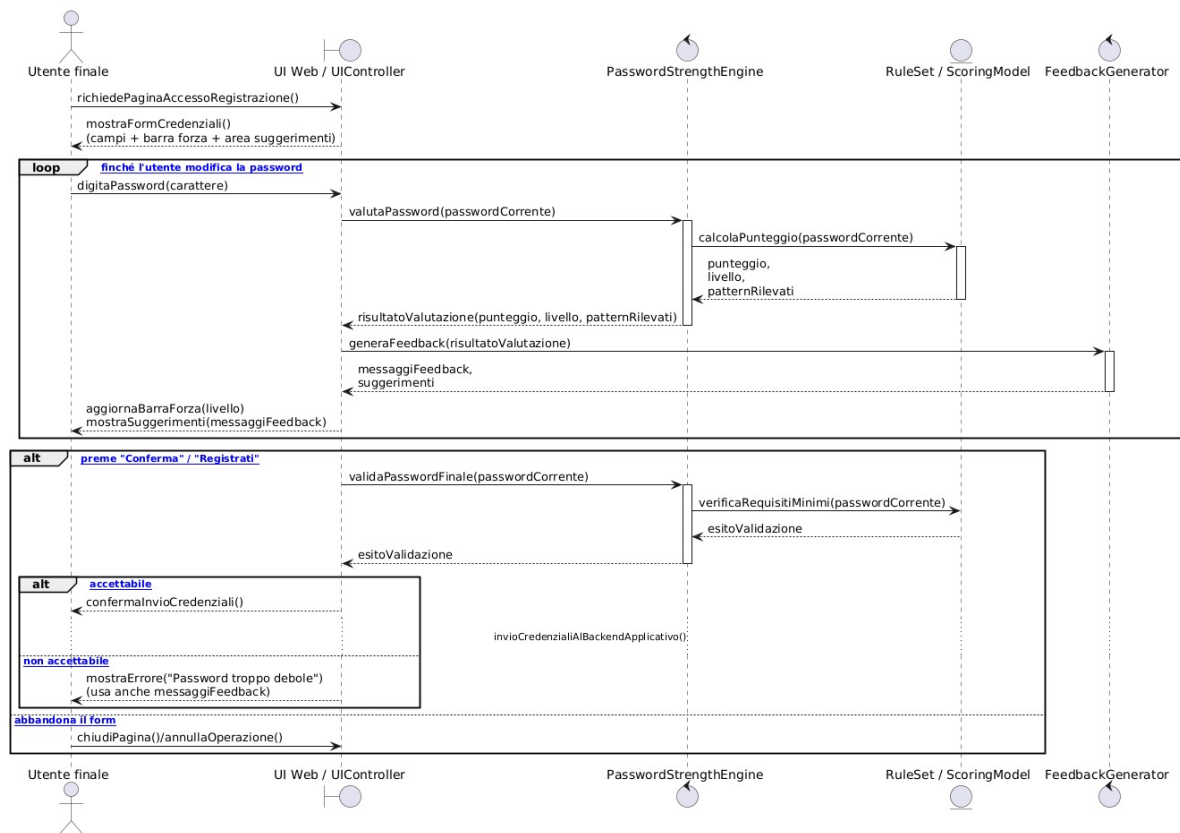 Utente finale
UI Web / UIController
PasswordStrengthEngine
RuleSet / ScoringModel
FeedbackGenerator
richiedePaginaAccessoRegistrazione()
mostraFormCredenziali()
(campi + barra forza + area suggerimenti)
loop
finché l'utente modifica la password
digitaPassword(carattere)
valutaPassword(passwordCorrente)
calcolaPunteggio(passwordCorrente)
punteggio,
livello,
patternRilevati
risultatoValutazione(punteggio, livello, patternRilevati)
generaFeedback(risultatoValutazione)
messaggiFeedback,
suggerimenti
aggiornaBarraForza(livello)
mostraSuggerimenti(messaggiFeedback)
alt
preme "Conferma" / "Registrati"
validaPasswordFinale(passwordCorrente)
verificaRequisitiMinimi(passwordCorrente)
esitoValidazione
esitoValidazione
alt
accettabile
confermaInvioCredenziali()
invioCredenzialiAlBackendApplicativo()
non accettabile
mostraErrore("Password troppo debole")
(usa anche messaggiFeedback)
abbandona il form
chiudiPagina()/annullaOperazione()
Utente finale
UI Web / UIController
PasswordStrengthEngine
RuleSet / ScoringModel
FeedbackGenerator